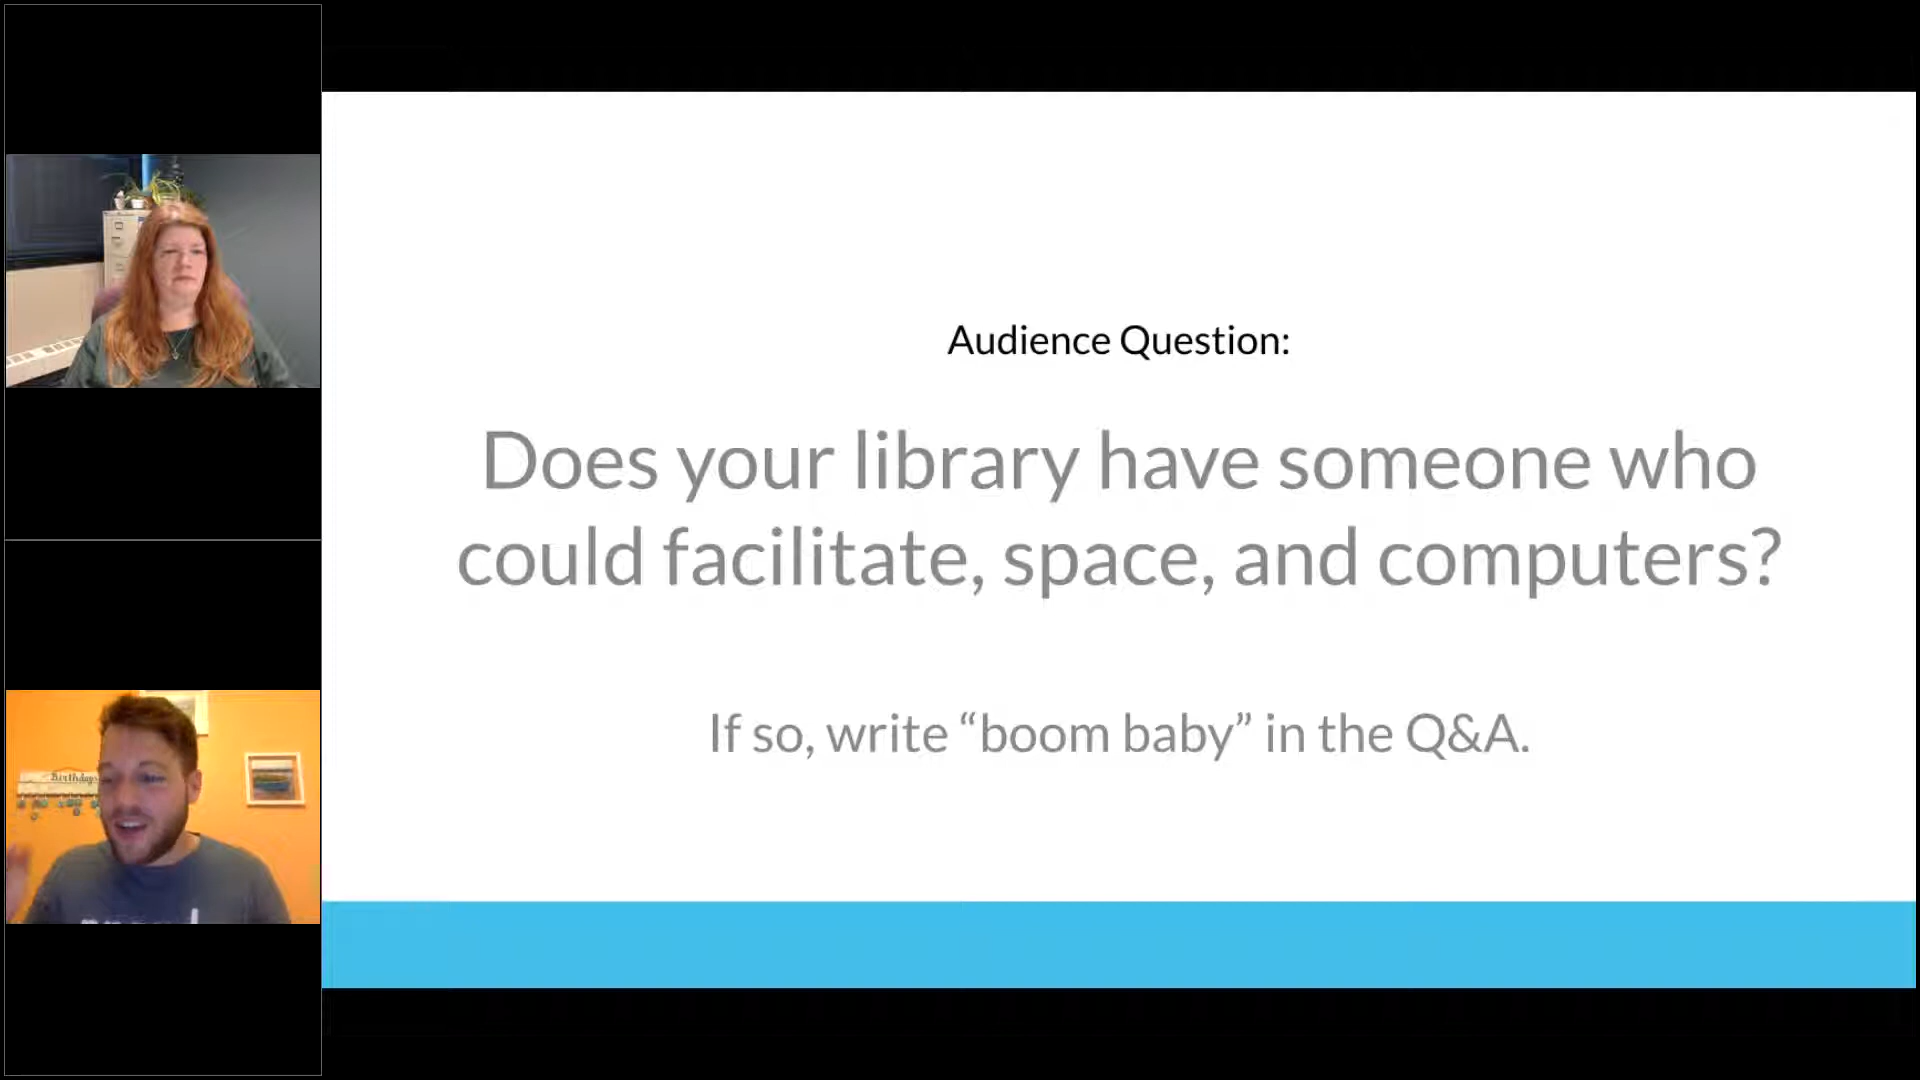 Audience Question:
Does your library have someone who
could facilitate, space, and computers?
If so, write “boom baby” in the Q&A.
Birthdays